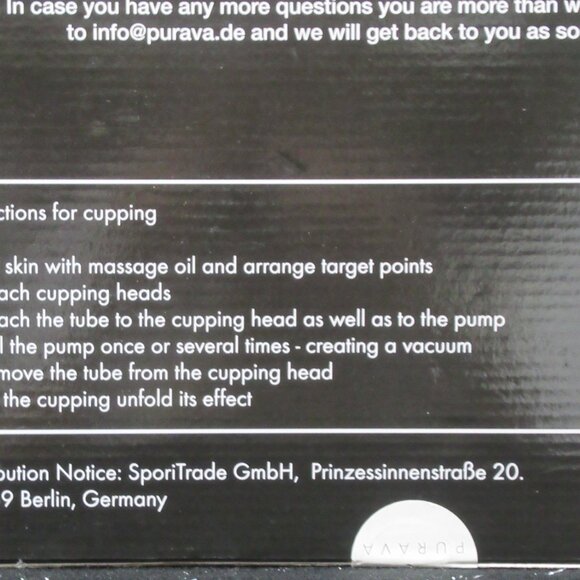 In case you have any more questions you are more than w
to info@purava.de and we will get back to you as so
ctions for cupping
skin with massage oil and arrange target points
ach cupping heads
ach the tube to the cupping head as well as to the pump
ll the pump once or several times - creating a vacuum
move the tube from the cupping head
the cupping unfold its effect
bution Notice: SporiTrade GmbH, Prinzessinnenstraße 20.
9 Berlin, Germany
PURAVA